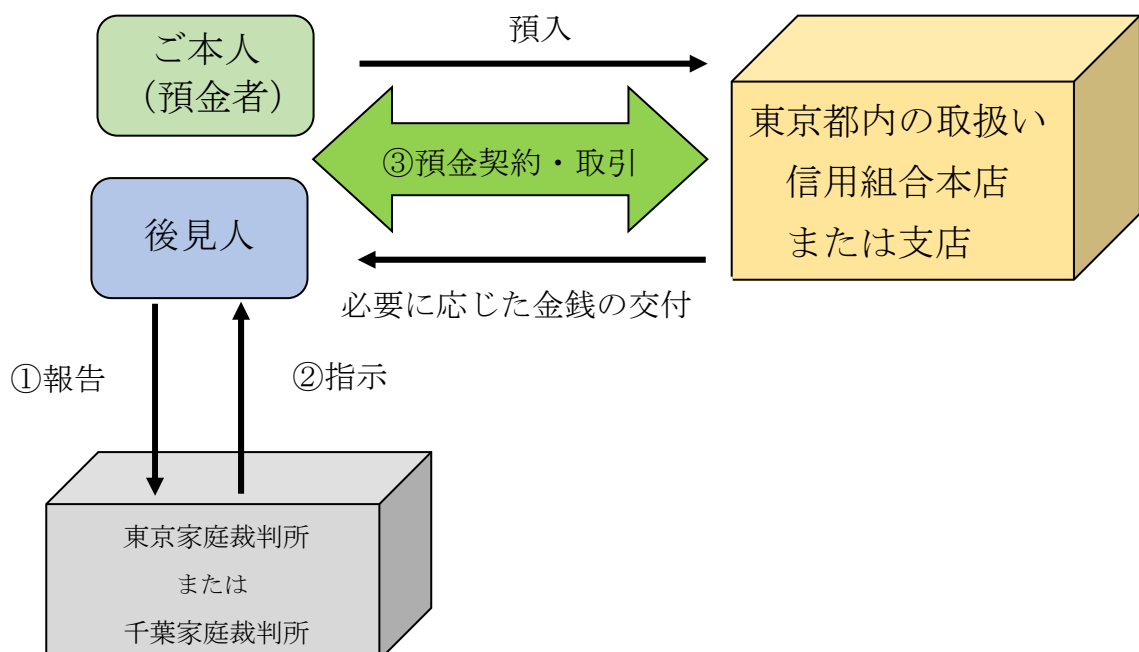 ご本人
（預金者）
預入
東京都内の取扱い
信用組合本店
または支店
③預金契約・取引
後見人
必要に応じた金銭の交付
①報告
②指示
東京家庭裁判所
または
千葉家庭裁判所